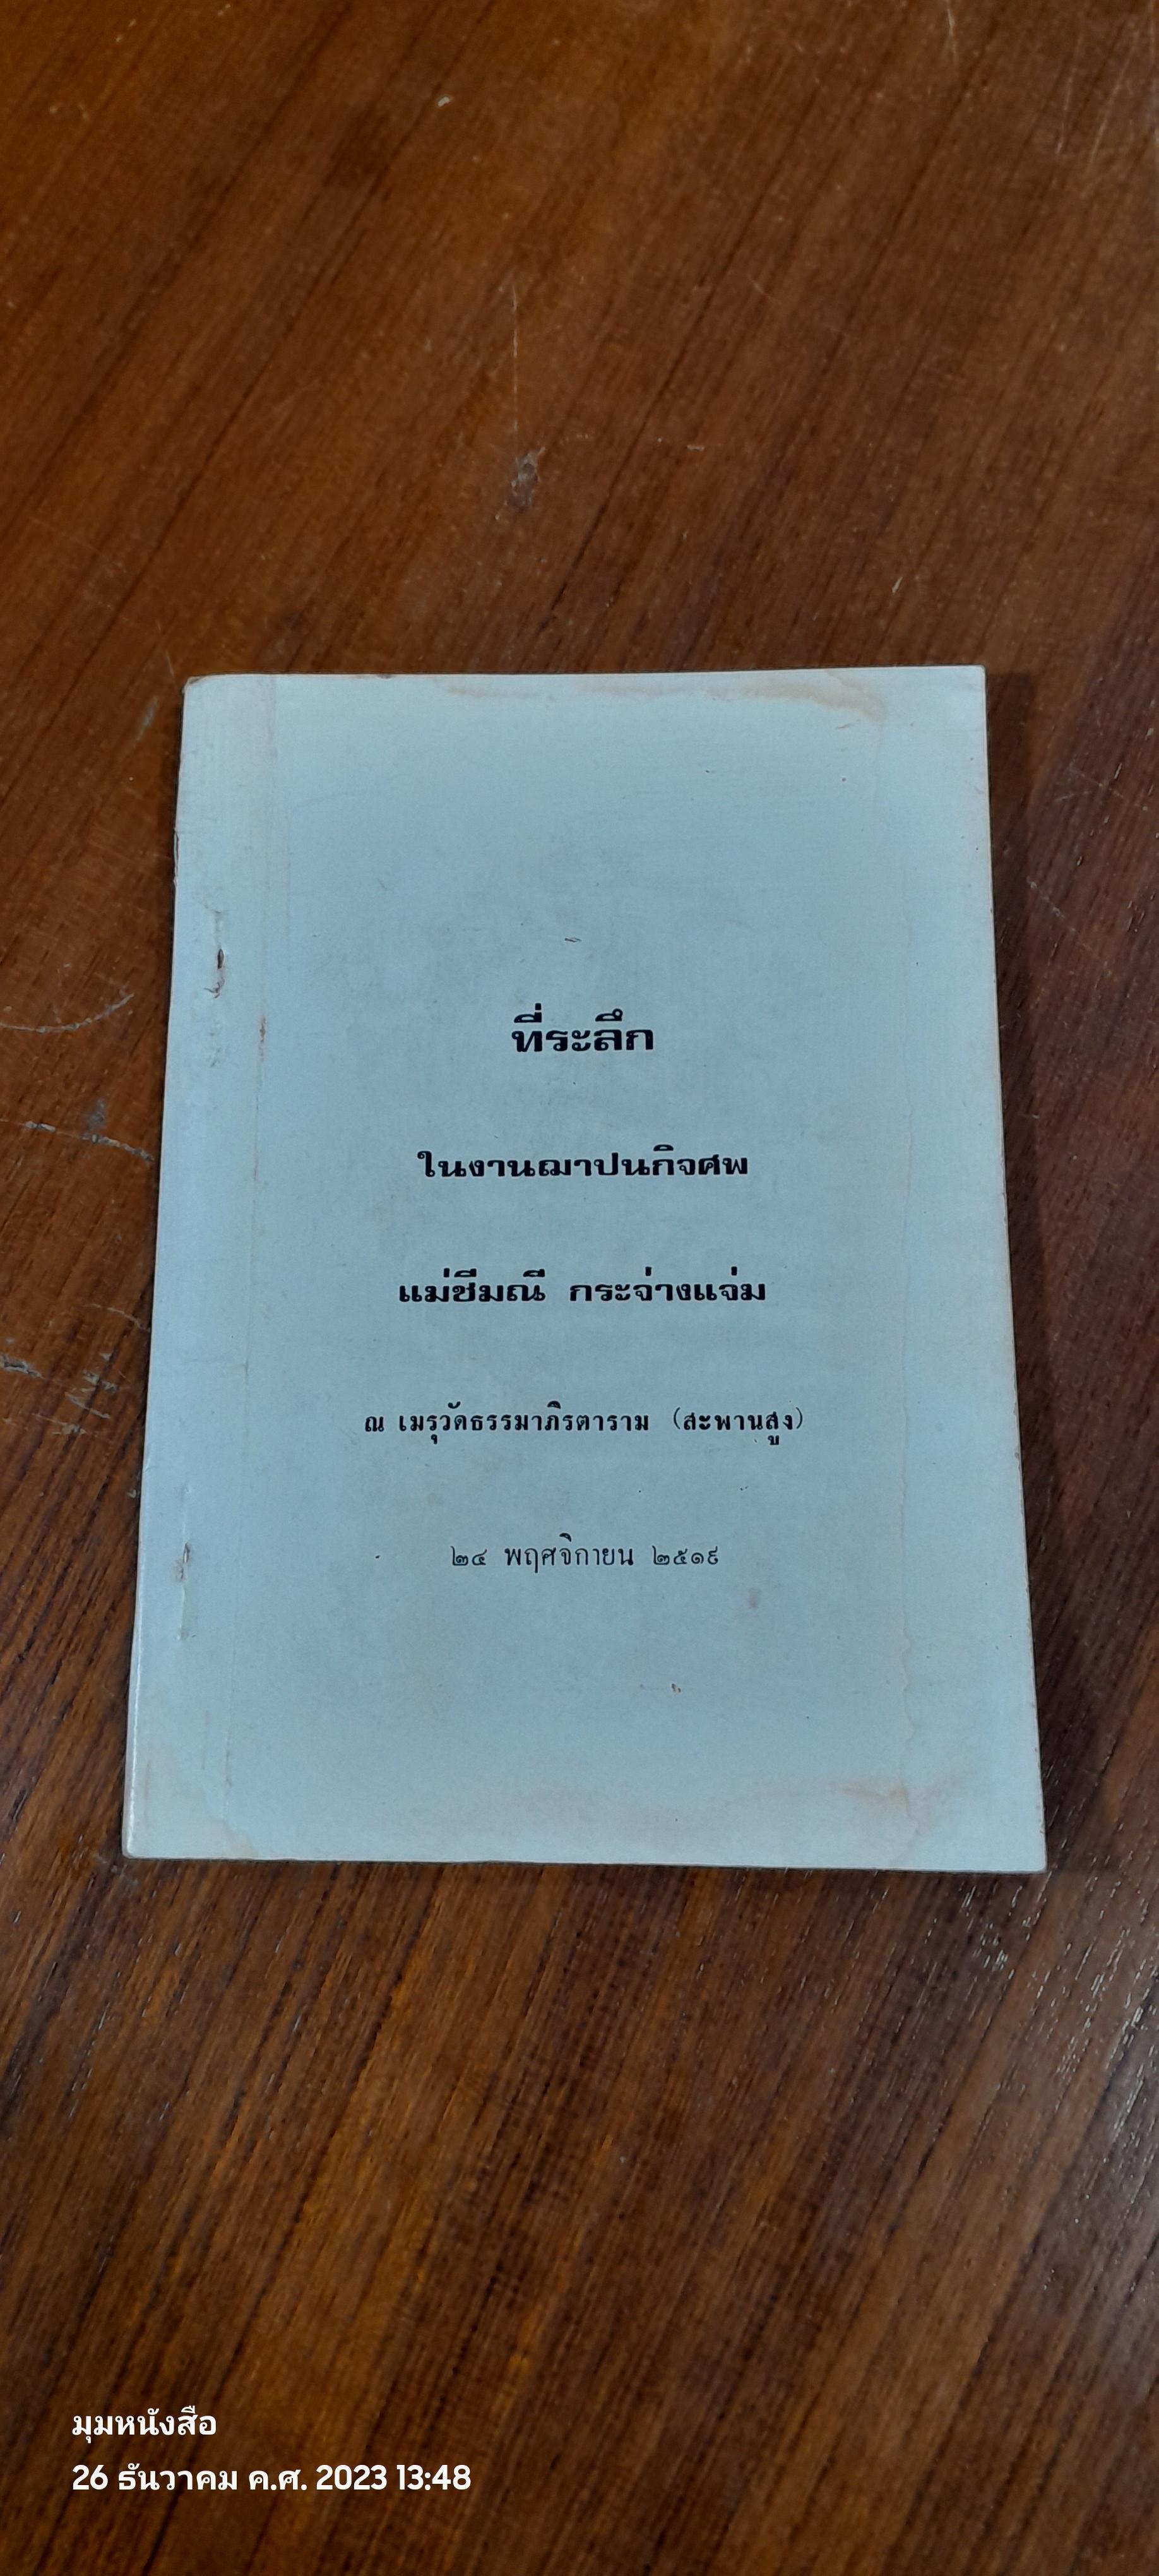 ที่ระลึก
ในงานฌาปนกิจศพ
แม่ชีมณี กระจ่างแจ่ม
ณ เมรุวัดธรรมาภิรตาราม (สะพานสูง)
๒๔ พฤศจิกายน ๒๕๑๙
มุมหนังสือ
26 ธันวาคม ค.ศ. 2023 13:48